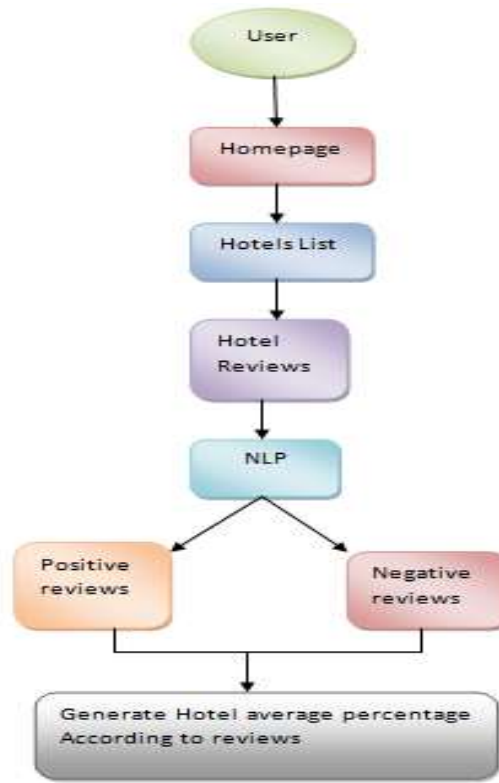 User
Homepage
Hotels List
Hotel
Reviews
NLP
Positive
reviews
Negative
reviews
Generate Hotel average percentage
According to reviews